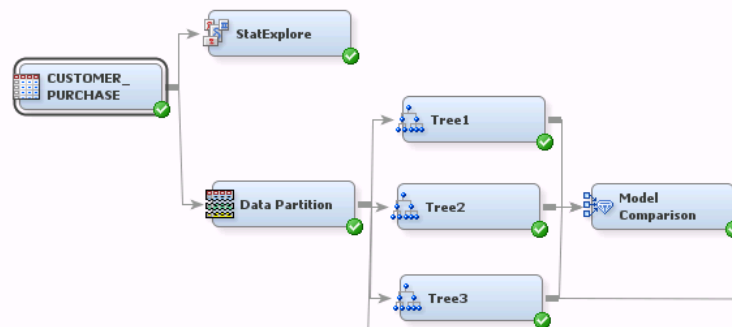 StatExplore
CUSTOMER_
PURCHASE
Tree1
Data Partition
Tree2
Model
Comparison
Tree3